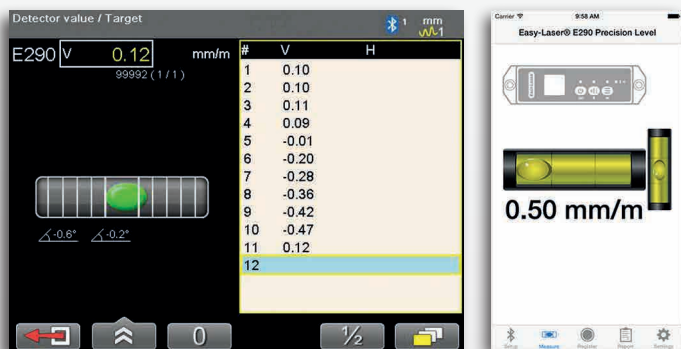 Detector value / Target
1
mm
1
E290 V 0.12 mm/m
99992 ( 1 / 1 )
# V H
1 0.10
2 0.10
3 0.11
4 0.09
5 -0.01
6 -0.20
7 -0.28
8 -0.36
9 -0.42
10 -0.47
11 0.12
12
-0.6° -0.2°
0
½
Carrier 9:58 AM
Easy-Laser® E290 Precision Level
0.50 mm/m
Setup Measure Register Report Settings